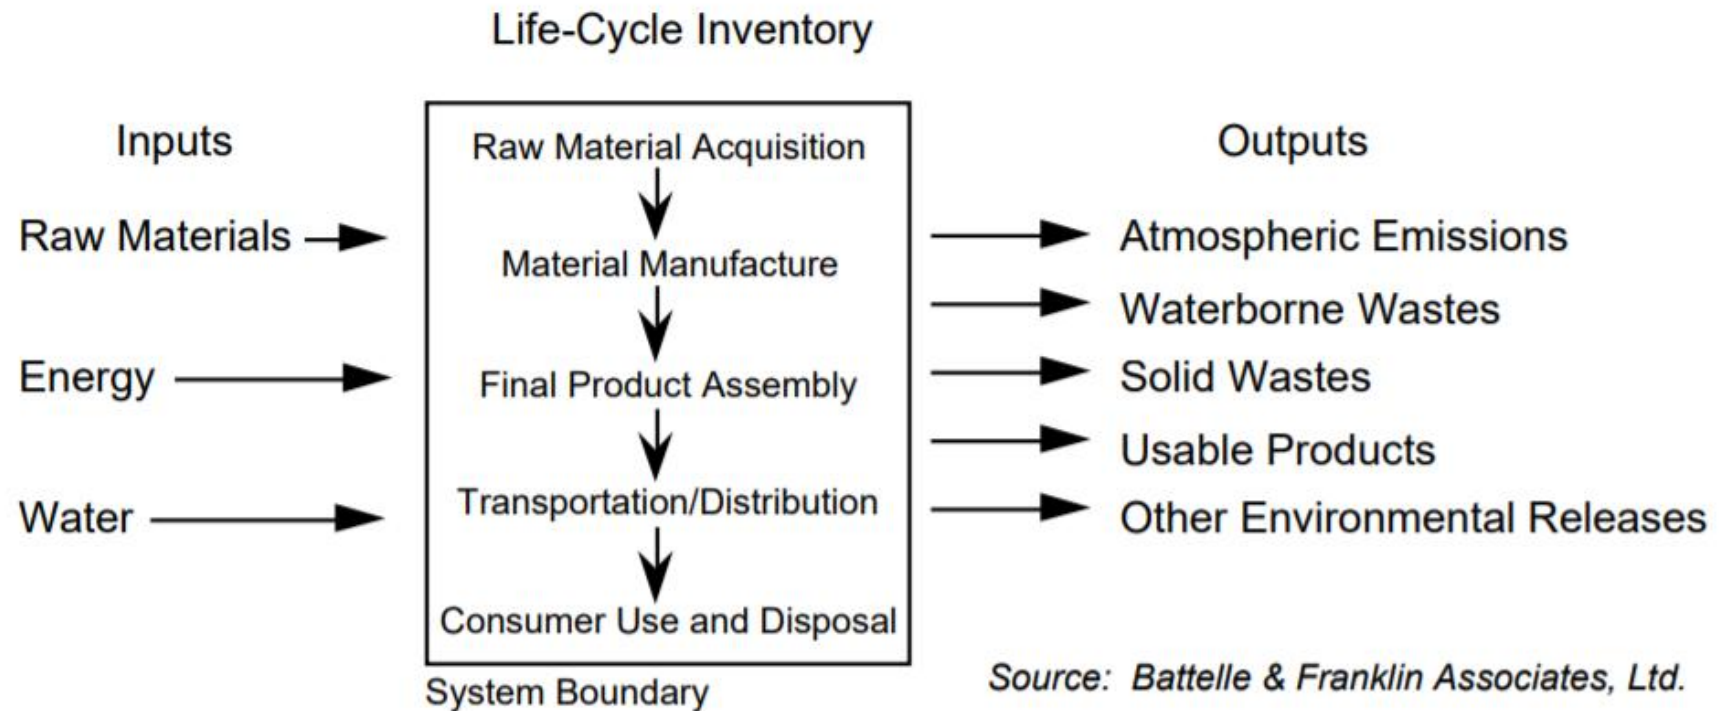 Life-Cycle Inventory
Inputs
Raw Materials
Energy
Water
Raw Material Acquisition
Material Manufacture
Final Product Assembly
Transportation/Distribution
Consumer Use and Disposal
System Boundary
Outputs
Atmospheric Emissions
Waterborne Wastes
Solid Wastes
Usable Products
Other Environmental Releases
Source: Battelle & Franklin Associates, Ltd.